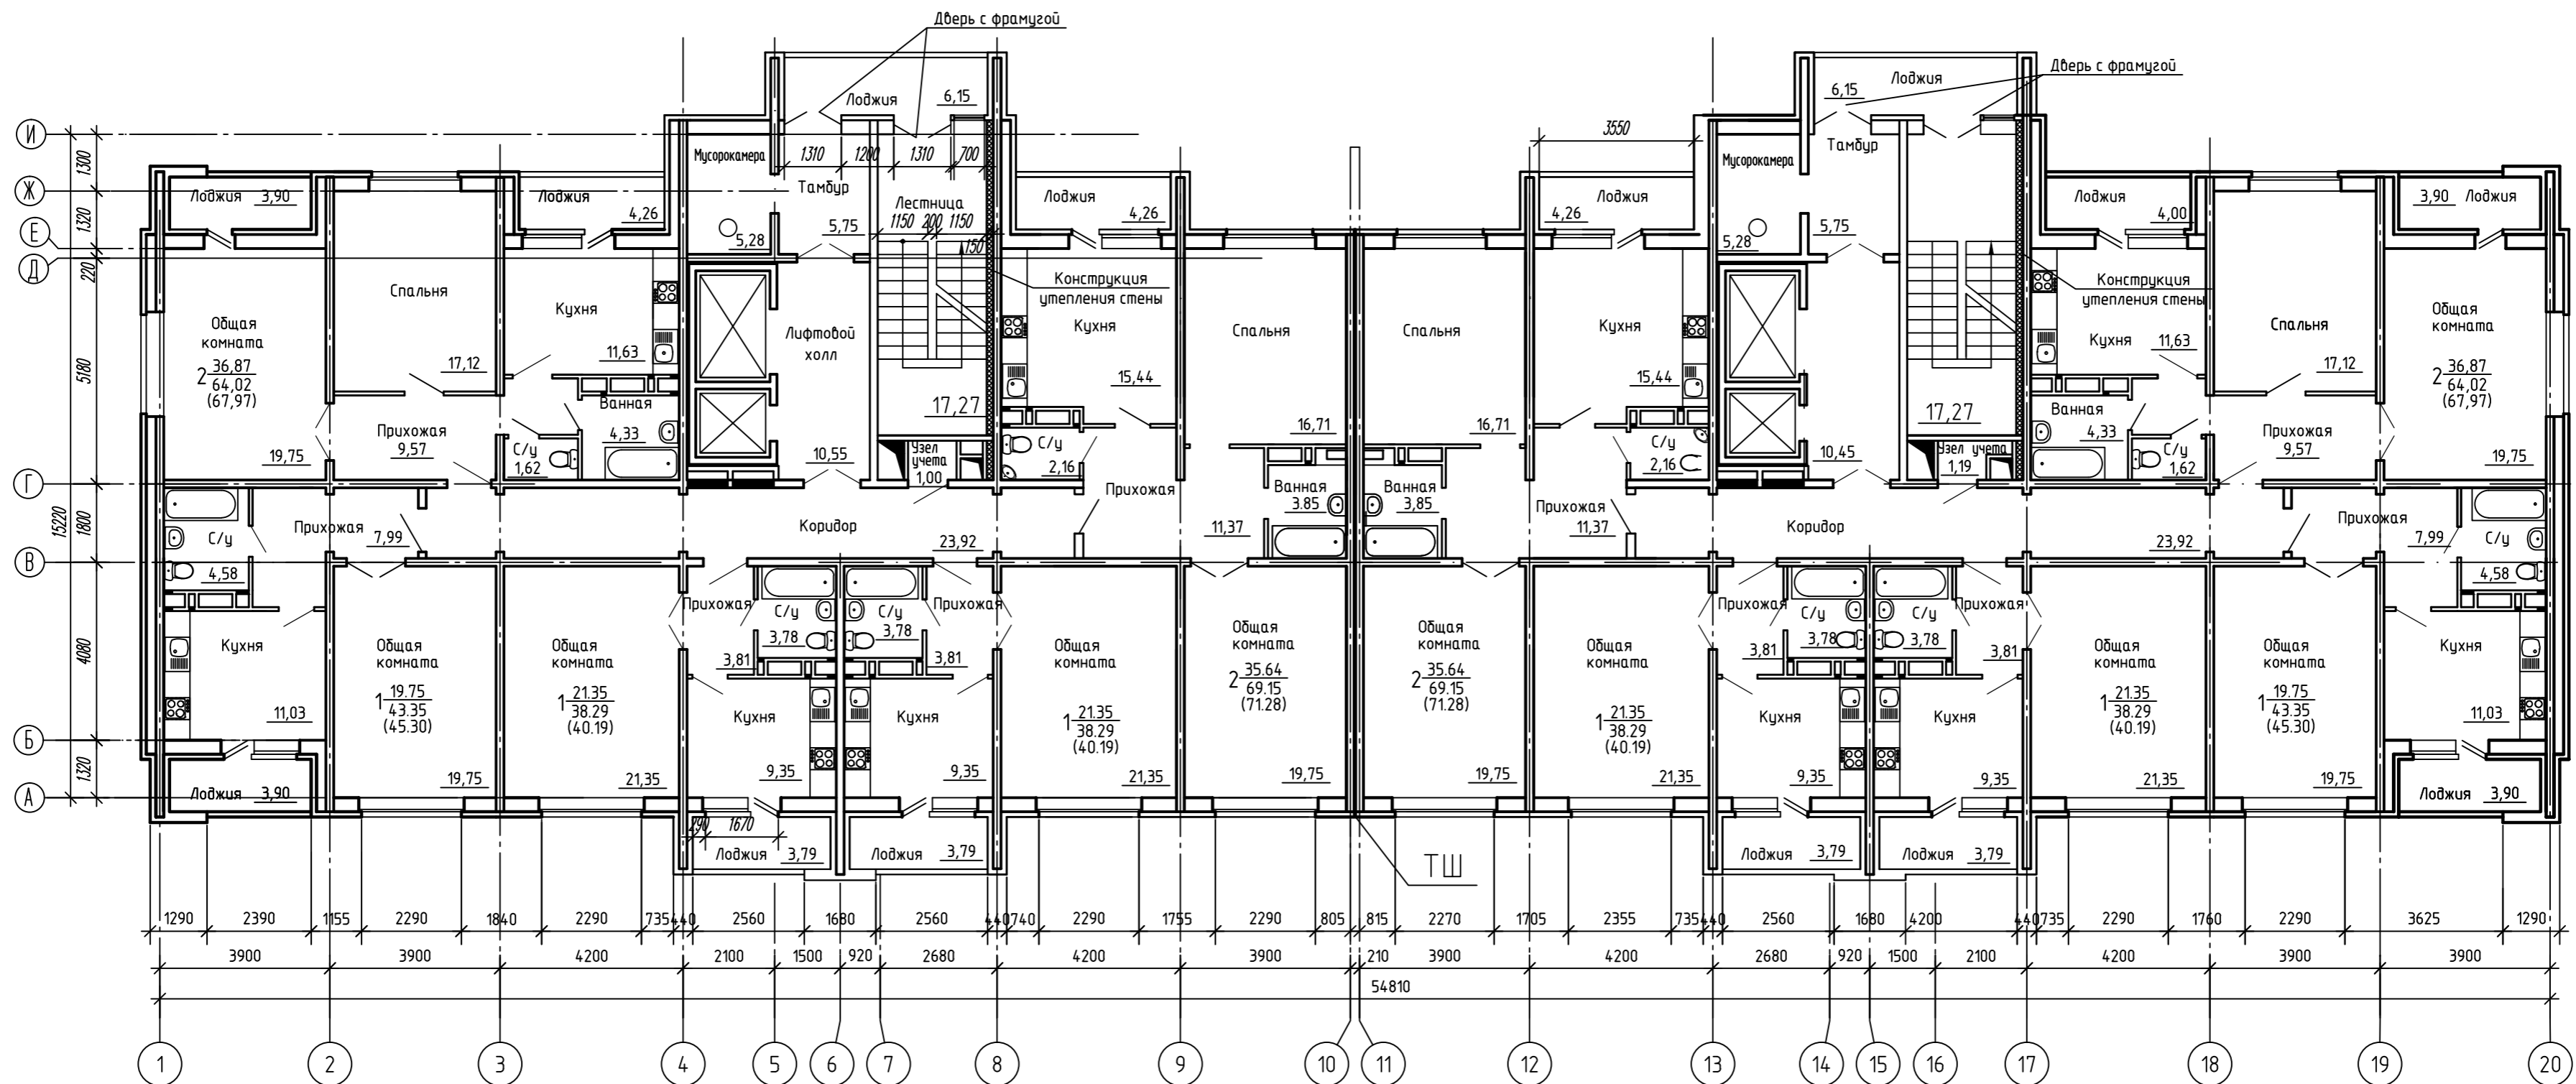 Дверь с фрамугой
Дверь с фрамугой
Лоджия
6,15
Лоджия
6,15
И
Ж
Е
Д
Г
В
Б
А
1300
1320
220
5180
1800
4080
1320
15220
Мусорокамера
1310
1200
1310
700
Тамбур
Лестница
1150
200
1150
150
5,28
5,75
3550
Мусорокамера
Тамбур
5,28
5,75
Лоджия
3,90
Лоджия
4,26
Лоджия
4,26
Лоджия
4,26
Лоджия
4,00
3,90
Лоджия
Общая
комната
2
36,87
64,02
(67,97)
19,75
Спальня
17,12
Кухня
11,63
Ванная
4,33
С/у
1,62
Прихожая
9,57
Лифтовой
холл
10,55
17,27
Узел
учета
1,00
Конструкция
утепления стены
Кухня
15,44
С/у
2,16
Прихожая
11,37
Спальня
16,71
Ванная
3.85
Спальня
16,71
Ванная
3,85
Кухня
15,44
С/у
2,16
Прихожая
11,37
10,45
17,27
Узел учета
1,19
Конструкция
утепления стены
Кухня
11,63
Ванная
4,33
С/у
1,62
Спальня
17,12
Прихожая
9,57
Общая
комната
2
36,87
64,02
(67,97)
19,75
Прихожая
7,99
С/у
4,58
Кухня
11,03
Лоджия
3,90
Коридор
23,92
Коридор
23,92
Общая
комната
1
19.75
43.35
(45.30)
19,75
Общая
комната
1
21.35
38.29
(40.19)
21,35
Прихожая
3,81
С/у
3,78
Кухня
9,35
290
1670
Лоджия
3,79
С/у
3,78
Прихожая
3,81
Кухня
9,35
Лоджия
3,79
Общая
комната
1
21.35
38.29
(40.19)
21,35
Общая
комната
2
35.64
69.15
(71.28)
19,75
Общая
комната
2
35.64
69.15
(71.28)
19,75
Общая
комната
1
21.35
38.29
(40.19)
21,35
Прихожая
3,81
С/у
3,78
Кухня
9,35
Лоджия
3,79
С/у
3,78
Прихожая
3,81
Кухня
9,35
Лоджия
3,79
Общая
комната
1
21.35
38.29
(40.19)
21,35
Общая
комната
1
19.75
43.35
(45.30)
19,75
Прихожая
7,99
С/у
4,58
Кухня
11,03
Лоджия
3,90
ТШ
1290 2390 1155 2290 1840 2290 735 440 2560 1680 2560 440 740 2290 1755 2290 805 815 2270 1705 2355 735 440 2560 1680 4200 440 735 2290 1760 2290 3625 1290
3900 3900 4200 2100 1500 920 2680 4200 3900 210 3900 4200 2680 920 1500 2100 4200 3900 3900
54810
1 2 3 4 5 6 7 8 9 10 11 12 13 14 15 16 17 18 19 20